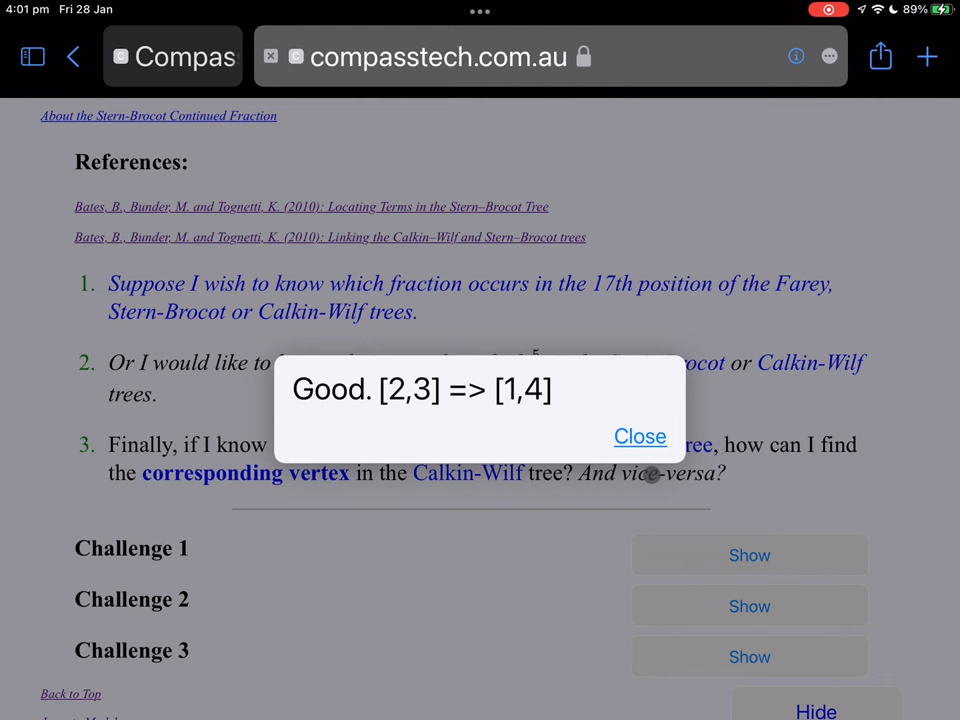 4:01 pm Fri 28 Jan
89%
Compas
compasstech.com.au
About the Stern-Brocot Continued Fraction
References:
Bates, B., Bunder, M. and Tognetti, K. (2010): Locating Terms in the Stern–Brocot Tree
Bates, B., Bunder, M. and Tognetti, K. (2010): Linking the Calkin–Wilf and Stern–Brocot trees
1. Suppose I wish to know which fraction occurs in the 17th position of the Farey,
Stern-Brocot or Calkin-Wilf trees.
2. Or I would like to 5 rocot or Calkin-Wilf
trees.
Good. [2,3] => [1,4]
Close
3. Finally, if I know ree, how can I find
the corresponding vertex in the Calkin-Wilf tree? And vice-versa?
Challenge 1 Show
Challenge 2 Show
Challenge 3 Show
Back to Top
Hide